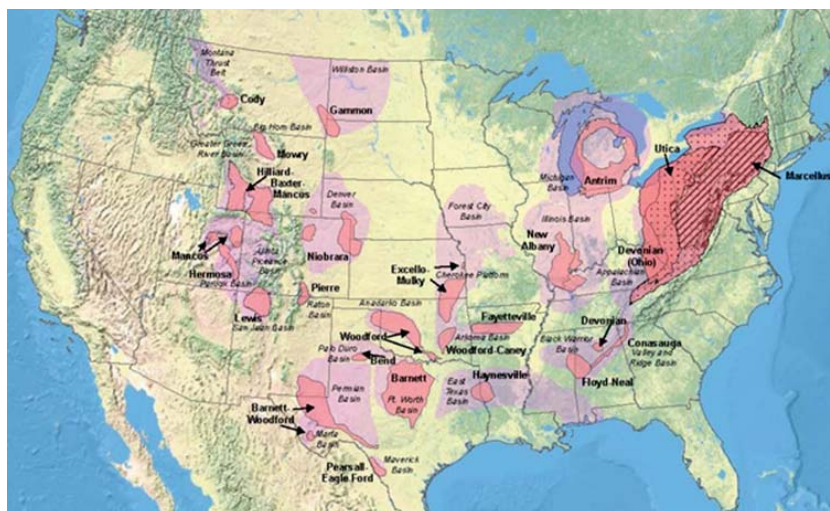 Montana
Thrust
Belt
Cody
Williston Basin
Gammon
Big Horn Basin
Greater Green
River Basin
Mowry
Hilliard-
Baxter-
Mancus
Denver
Basin
Niobrara
Mancos
Uinta
Piceance
Basin
Hermosa
Paradox Basin
Lewis
San Juan Basin
Pierre
Raton
Basin
Forest City
Basin
Excello-
Mulky
Cherokee Platform
Anadarko Basin
Woodford
Palo Duro
Basin
Bend
Fayetteville
Arkoma Basin
Woodford-Caney
Michigan
Basin
Antrim
Illinois Basin
New
Albany
Utica
Marcellus
Devonian
(Ohio)
Appalachian
Basin
Devonian
Black Warrior
Basin
Conasauga
Valley and
Ridge Basin
Floyd-Neal
Permian
Basin
Barnett
Ft. Worth
Basin
East
Texas
Basin
Haynesville
Barnett-
Woodford
Marfa
Basin
Pearsall-
Eagle Ford
Maverick
Basin